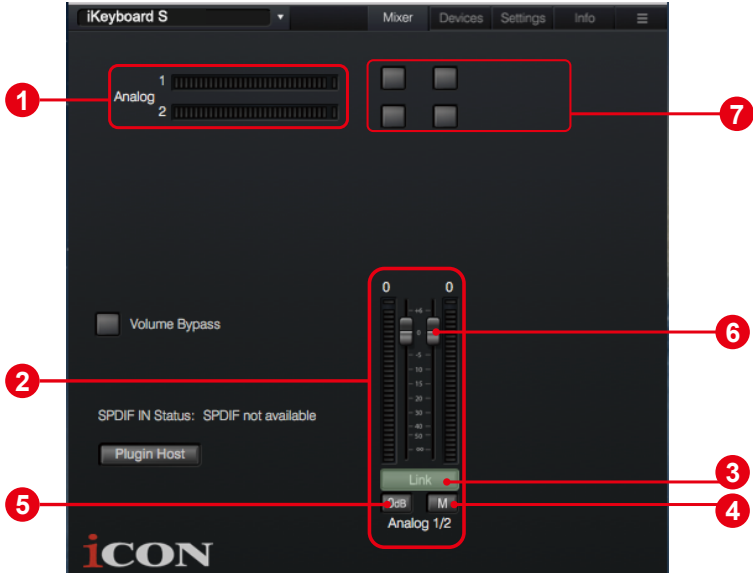 iKeyboard S
Mixer Devices Settings Info
1
Analog 1
2
7
0 0
+6
0
-5
-10
-15
-20
-30
-40
-50
-∞
Volume Bypass
6
2
SPDIF IN Status: SPDIF not available
Plugin Host
Link
3
5
0dB M
4
Analog 1/2
iCON